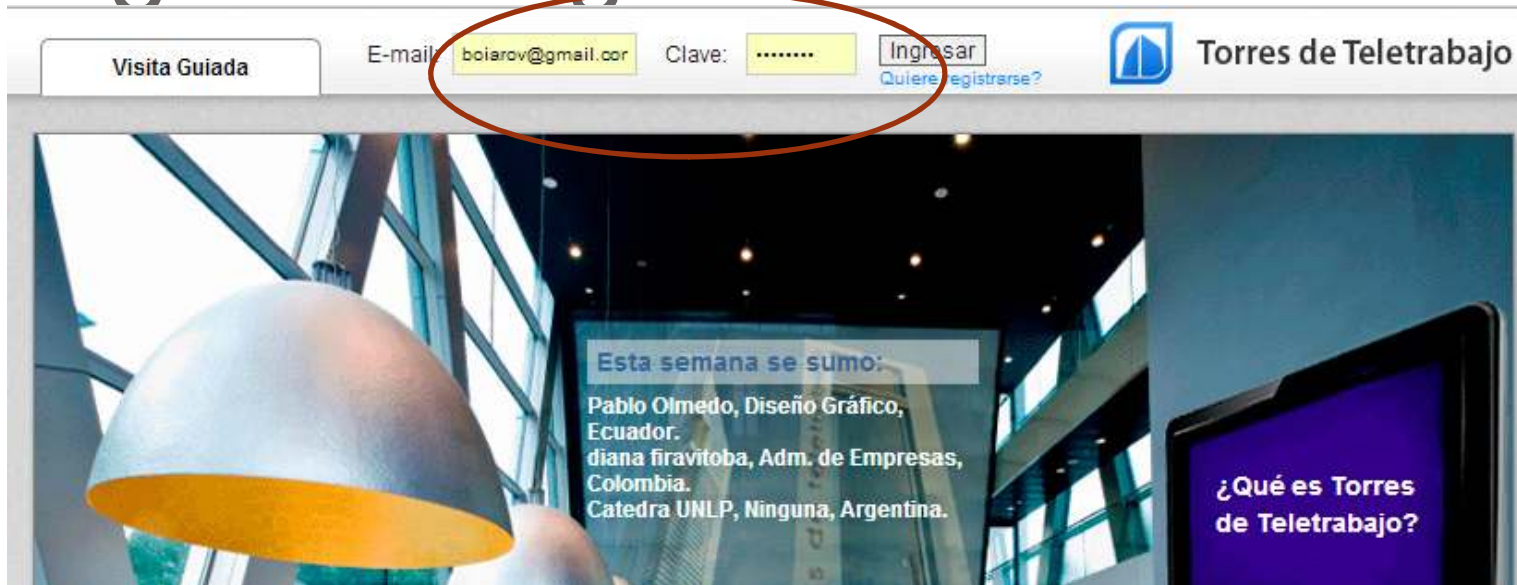 Visita Guiada
E-mail: boiarov@gmail.cor Clave: ········ Ingresar
Quiere registrarse?
Torres de Teletrabajo
Esta semana se sumo:
Pablo Olmedo, Diseño Gráfico,
Ecuador.
diana firavitoba, Adm. de Empresas,
Colombia.
Catedra UNLP, Ninguna, Argentina.
¿Qué es Torres
de Teletrabajo?